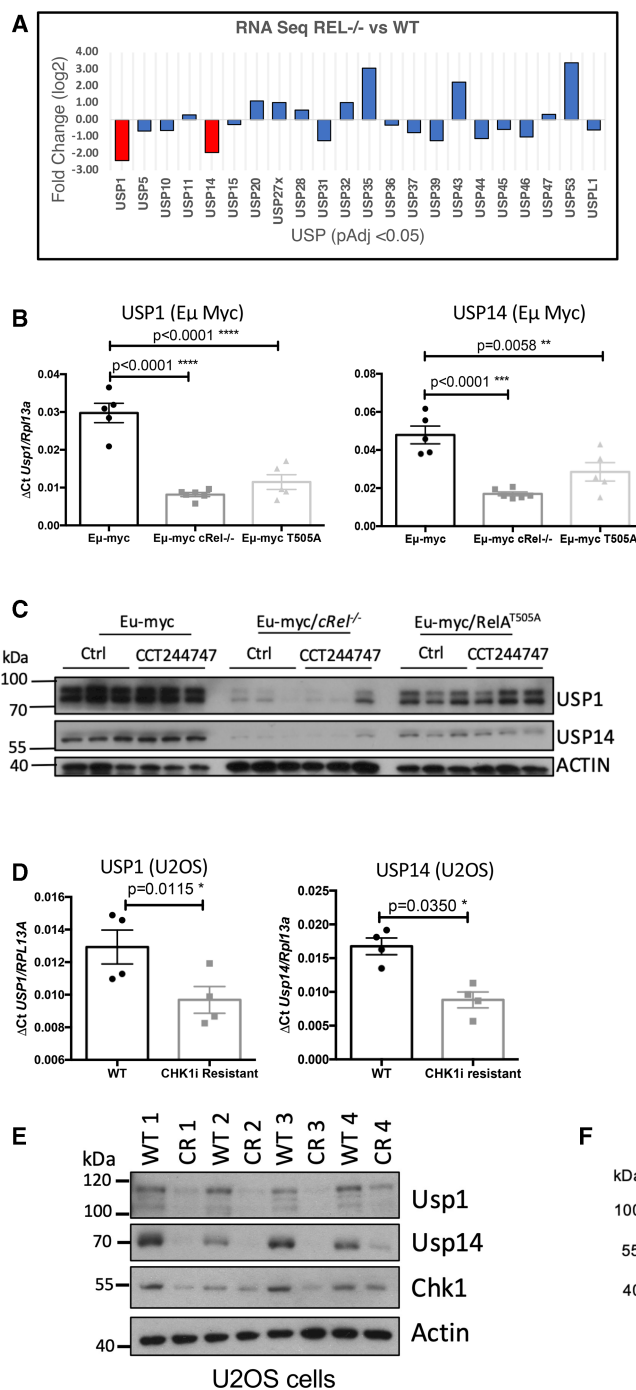 A
RNA Seq REL-/- vs WT
Fold Change (log2)
4.00
3.00
2.00
1.00
0.00
-1.00
-2.00
-3.00
USP1
USP5
USP10
USP11
USP14
USP15
USP20
USP27x
USP28
USP31
USP32
USP35
USP36
USP37
USP39
USP43
USP44
USP45
USP46
USP47
USP53
USPL1
USP (pAdj <0.05)
B
USP1 (Eμ Myc)
p<0.0001 ****
p<0.0001 ****
ΔCt Usp1/Rpl13a
0.04
0.03
0.02
0.01
0.00
Eμ-myc Eμ-myc cRel-/- Eμ-myc T505A
USP14 (Eμ Myc)
p=0.0058 **
p<0.0001 ***
0.08
0.06
0.04
0.02
0.00
Eμ-myc Eμ-myc cRel-/- Eμ-myc T505A
C
Eu-myc Eu-myc/cRel-/- Eu-myc/RelAT505A
kDa Ctrl CCT244747 Ctrl CCT244747 Ctrl CCT244747
100
70
USP1
55
USP14
40
ACTIN
D
USP1 (U2OS)
p=0.0115 *
ΔCt USP1/RPL13A
0.016
0.014
0.012
0.010
0.008
0.006
WT CHK1i Resistant
USP14 (U2OS)
p=0.0350 *
ΔCt Usp14/Rpl13a
0.025
0.020
0.015
0.010
0.005
0.000
WT CHK1i resistant
E
kDa
WT 1
CR 1
WT 2
CR 2
WT 3
CR 3
WT 4
CR 4
120
100
Usp1
70
Usp14
55
Chk1
40
Actin
U2OS cells
F
kDa
100
55
40